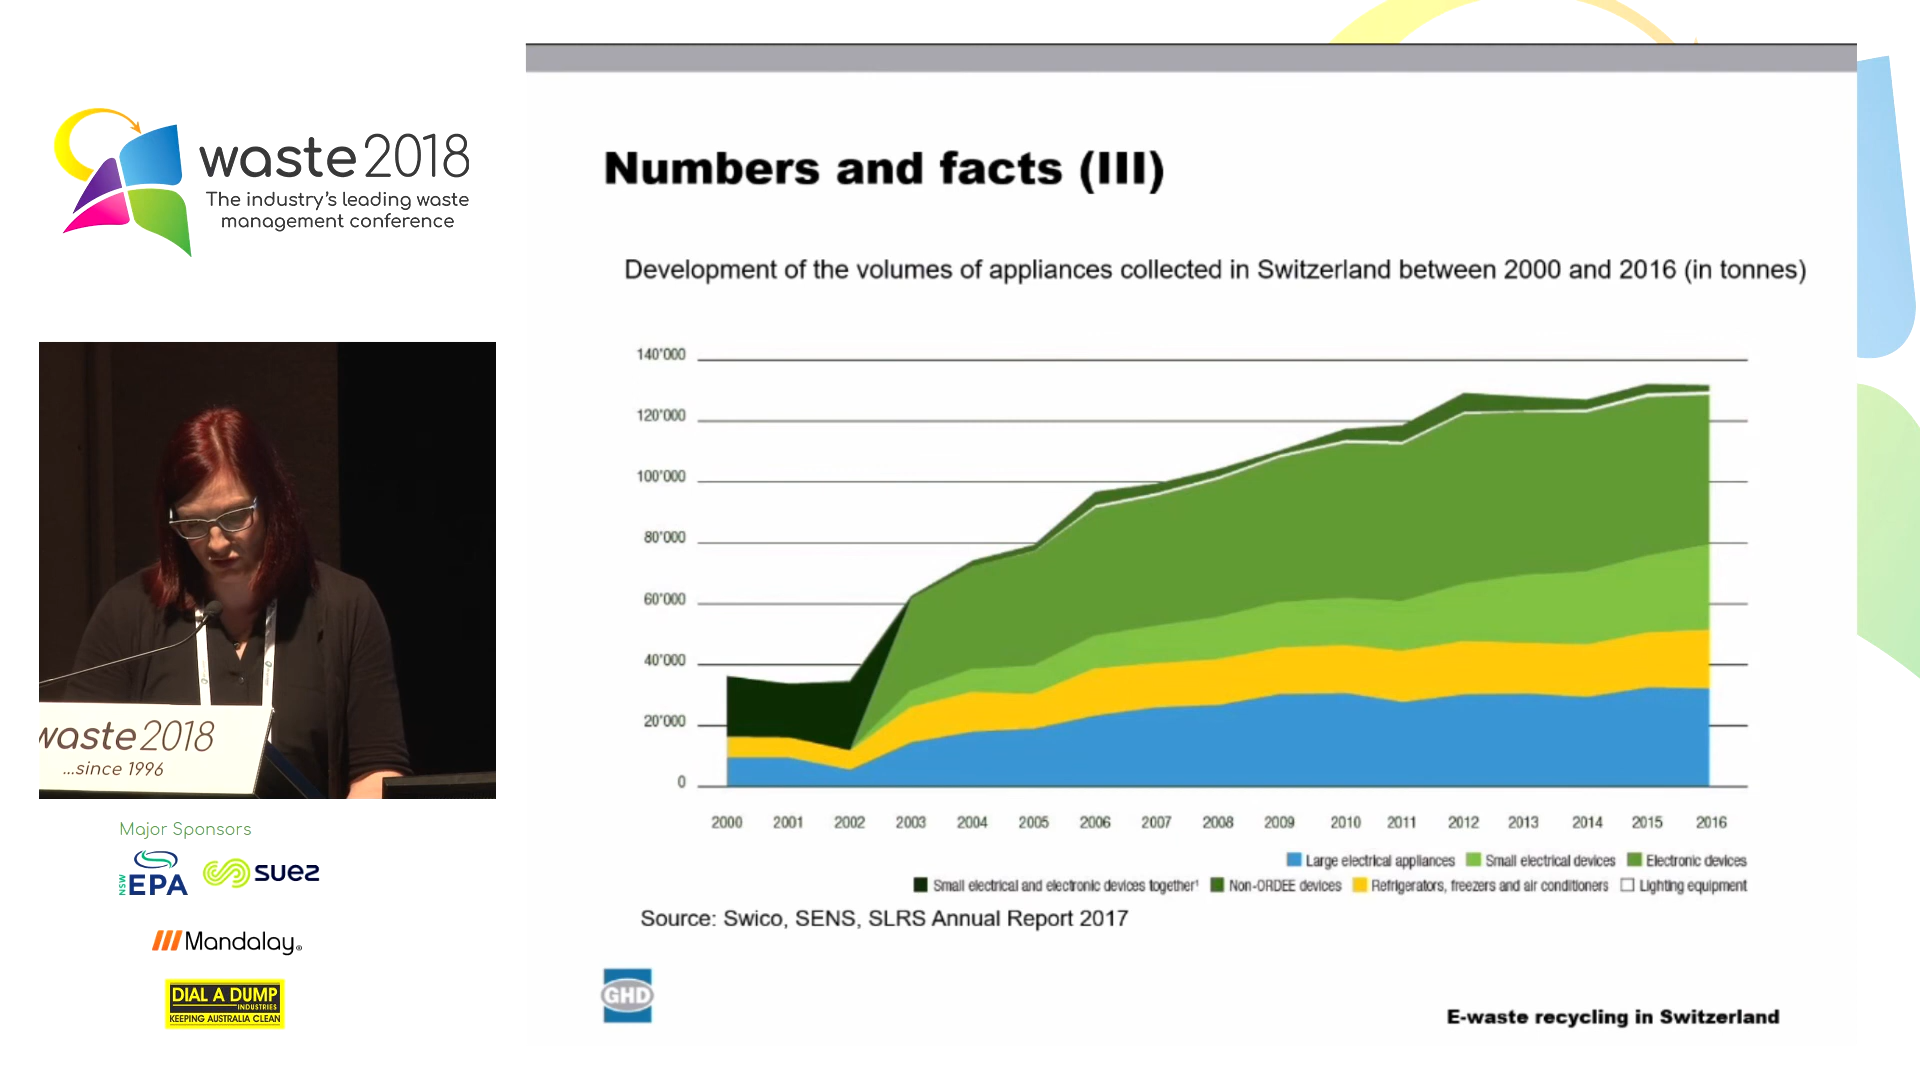 waste 2018
The industry's leading waste
management conference
waste 2018
...since 1996
Major Sponsors
NSW EPA
suez
Mandalay®
DIAL A DUMP
INDUSTRIES
KEEPING AUSTRALIA CLEAN
Numbers and facts (III)
Development of the volumes of appliances collected in Switzerland between 2000 and 2016 (in tonnes)
140'000
120'000
100'000
80'000
60'000
40'000
20'000
0
2000 2001 2002 2003 2004 2005 2006 2007 2008 2009 2010 2011 2012 2013 2014 2015 2016
Large electrical appliances Small electrical devices Electronic devices
Small electrical and electronic devices together¹ Non-ORDEE devices Refrigerators, freezers and air conditioners Lighting equipment
Source: Swico, SENS, SLRS Annual Report 2017
GHD
E-waste recycling in Switzerland